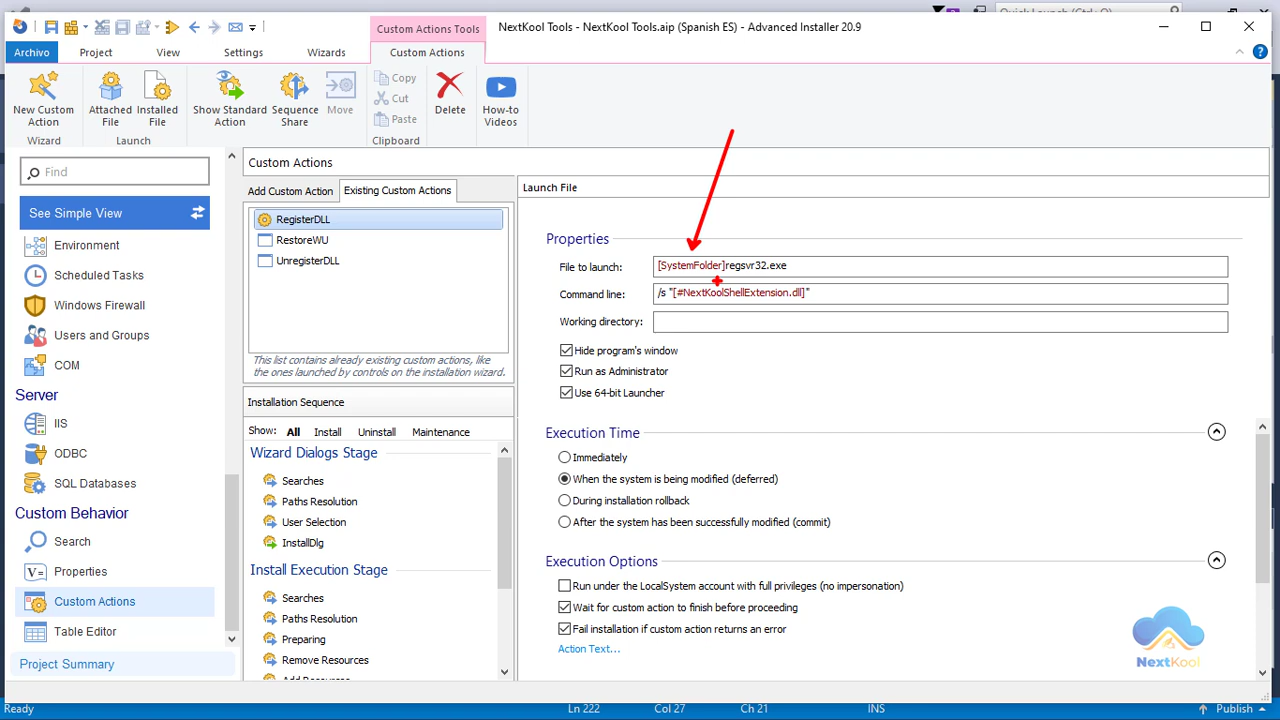 Quick Launch (Ctrl+Q)
Custom Actions Tools
NextKool Tools - NextKool Tools.aip (Spanish ES) - Advanced Installer 20.9
Archivo Project View Settings Wizards Custom Actions
New Custom Action
Attached File
Installed File
Show Standard Action
Sequence Share
Move
Copy
Cut
Paste
Delete
How-to Videos
Wizard Launch Clipboard
Find
See Simple View
Environment
Scheduled Tasks
Windows Firewall
Users and Groups
COM
Server
IIS
ODBC
SQL Databases
Custom Behavior
Search
V= Properties
Custom Actions
Table Editor
Project Summary
Custom Actions
Add Custom Action Existing Custom Actions
RegisterDLL
RestoreWU
UnregisterDLL
This list contains already existing custom actions, like
the ones launched by controls on the installation wizard.
Installation Sequence
Show: All Install Uninstall Maintenance
Wizard Dialogs Stage
Searches
Paths Resolution
User Selection
InstallDlg
Install Execution Stage
Searches
Paths Resolution
Preparing
Remove Resources
Add Resources
Launch File
Properties
File to launch: [SystemFolder]regsvr32.exe
Command line: /s "[#NextKoolShellExtension.dll]"
Working directory:
Hide program's window
Run as Administrator
Use 64-bit Launcher
Execution Time
Immediately
When the system is being modified (deferred)
During installation rollback
After the system has been successfully modified (commit)
Execution Options
Run under the LocalSystem account with full privileges (no impersonation)
Wait for custom action to finish before proceeding
Fail installation if custom action returns an error
Action Text...
NextKool
Ready Ln 222 Col 27 Ch 21 INS Publish